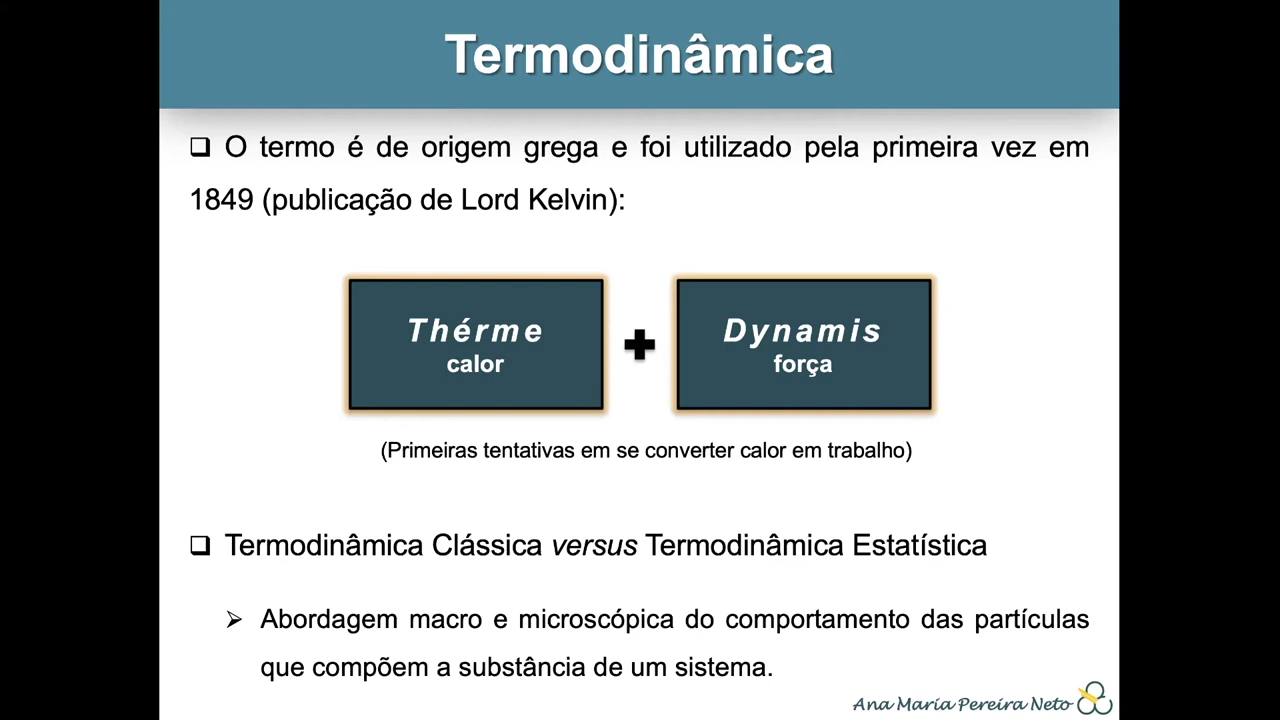 Termodinâmica
❑ O termo é de origem grega e foi utilizado pela primeira vez em
1849 (publicação de Lord Kelvin):
Thérme
calor
+
Dynamis
força
(Primeiras tentativas em se converter calor em trabalho)
❑ Termodinâmica Clássica versus Termodinâmica Estatística
➢ Abordagem macro e microscópica do comportamento das partículas
que compõem a substância de um sistema.
Ana Maria Pereira Neto